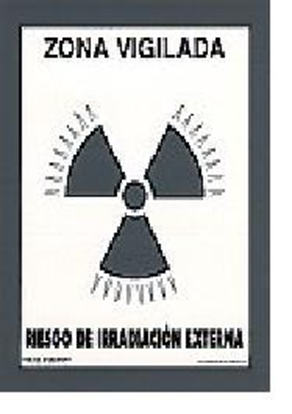 ZONA VIGILADA
RIESGO DE IRRADIACIÓN EXTERNA